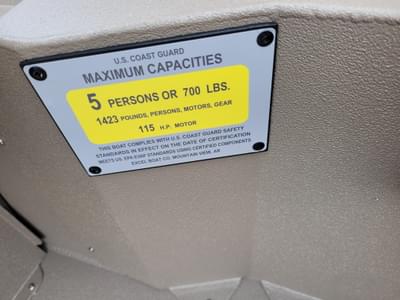 U.S. COAST GUARD
MAXIMUM CAPACITIES
5 PERSONS OR 700 LBS.
1423 POUNDS, PERSONS, MOTORS, GEAR
115 H.P. MOTOR
THIS BOAT COMPLIES WITH U.S. COAST GUARD SAFETY
STANDARDS IN EFFECT ON THE DATE OF CERTIFICATION
MEETS US. EPA EVAP STANDARDS USING CERTIFIED COMPONENTS
EXCEL BOAT CO. MOUNTAIN VIEW, AR